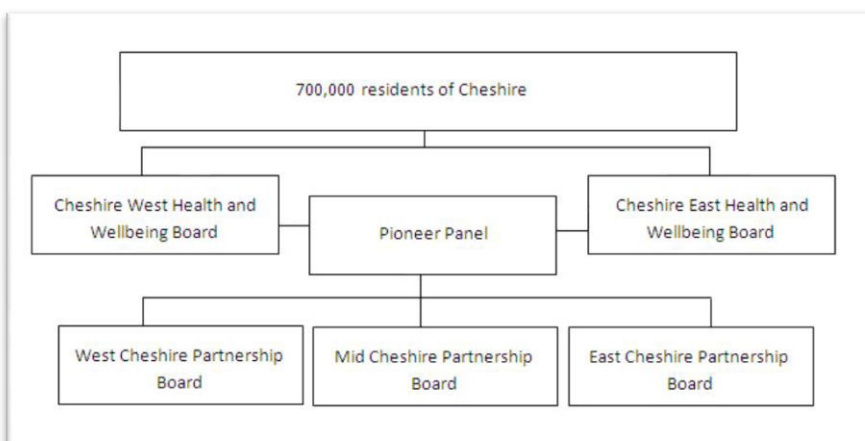 700,000 residents of Cheshire
Cheshire West Health and
Wellbeing Board
Pioneer Panel
Cheshire East Health and
Wellbeing Board
West Cheshire Partnership
Board
Mid Cheshire Partnership
Board
East Cheshire Partnership
Board